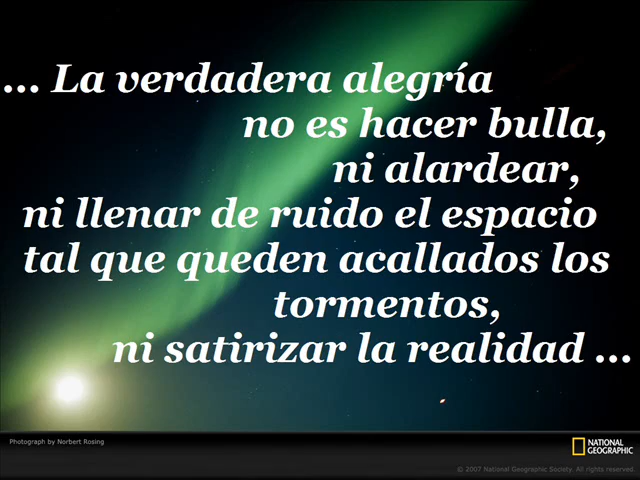 ... La verdadera alegría
no es hacer bulla,
ni alardear,
ni llenar de ruido el espacio
tal que queden acallados los
tormentos,
ni satirizar la realidad ...
Photograph by Norbert Rosing
NATIONAL
GEOGRAPHIC
© 2007 National Geographic Society. All rights reserved.